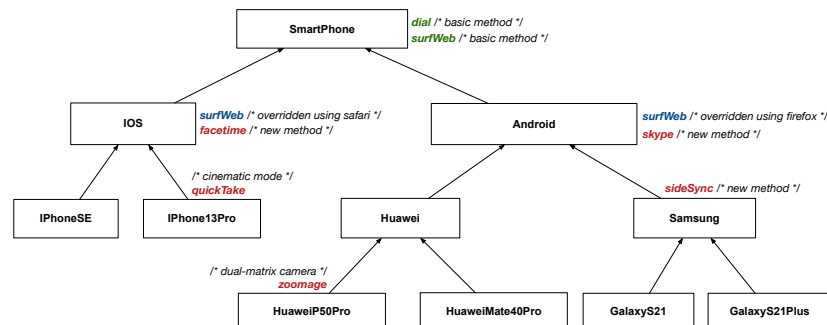 SmartPhone
dial /* basic method */
surfWeb /* basic method */
IOS
surfWeb /* overridden using safari */
facetime /* new method */
Android
surfWeb /* overridden using firefox */
skype /* new method */
/* cinematic mode */
quickTake
sideSync /* new method */
IPhoneSE
IPhone13Pro
Huawei
Samsung
/* dual-matrix camera */
zoomage
HuaweiP50Pro
HuaweiMate40Pro
GalaxyS21
GalaxyS21Plus